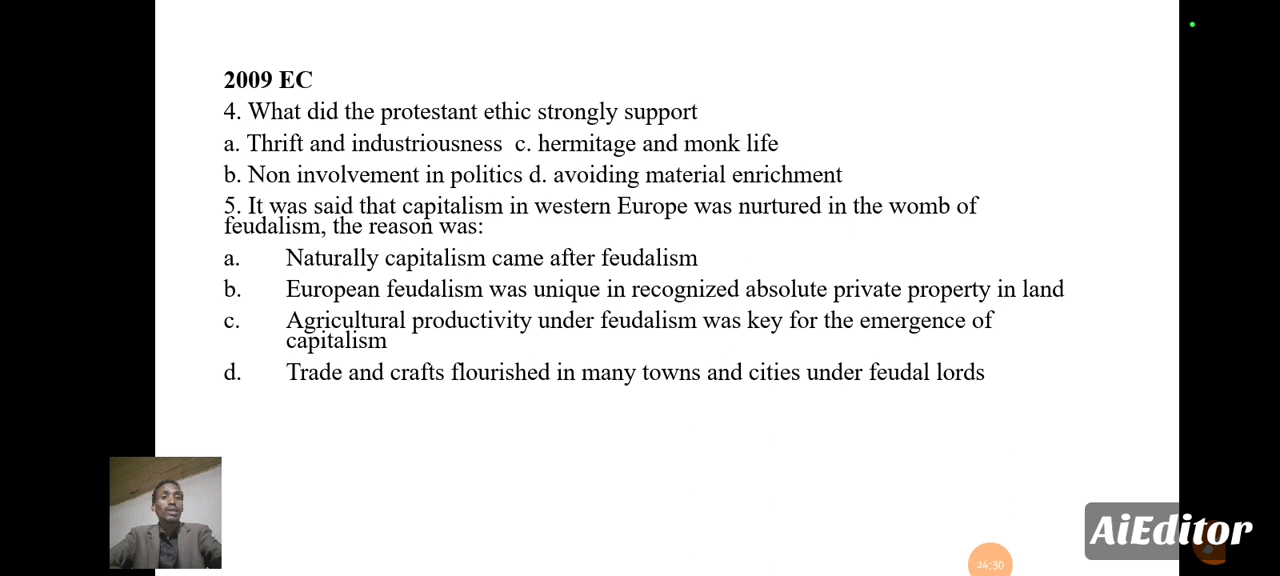 2009 EC
4. What did the protestant ethic strongly support
a. Thrift and industriousness c. hermitage and monk life
b. Non involvement in politics d. avoiding material enrichment
5. It was said that capitalism in western Europe was nurtured in the womb of
feudalism, the reason was:
a. Naturally capitalism came after feudalism
b. European feudalism was unique in recognized absolute private property in land
c. Agricultural productivity under feudalism was key for the emergence of
capitalism
d. Trade and crafts flourished in many towns and cities under feudal lords
AiEditor
24:30